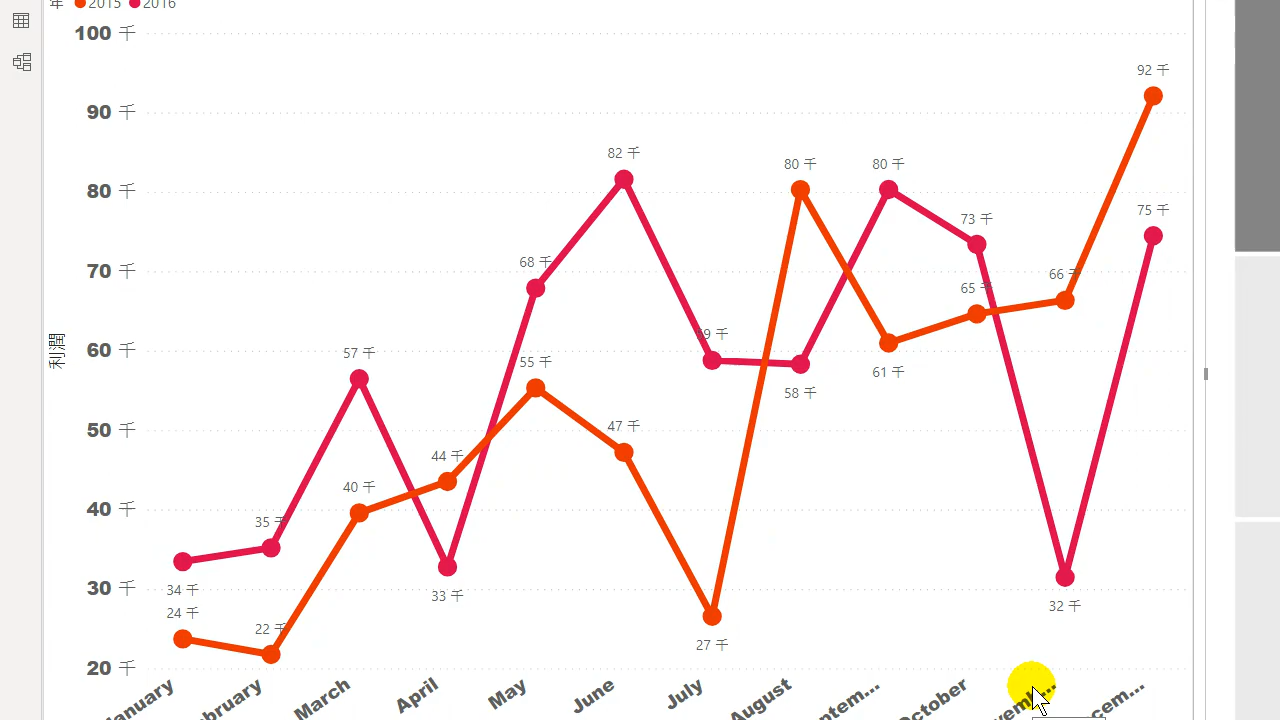 年 2015 2016
100 千
92 千
90 千
82 千
80 千 80 千
80 千
75 千
73 千
70 千
68 千
66 千
65 千
60 千
57 千
55 千
61 千
58 千
50 千
47 千
44 千
40 千
40 千
35 千
33 千
32 千
30 千
34 千
24 千
22 千
27 千
20 千
利潤
March
April
May
June
July
August
October